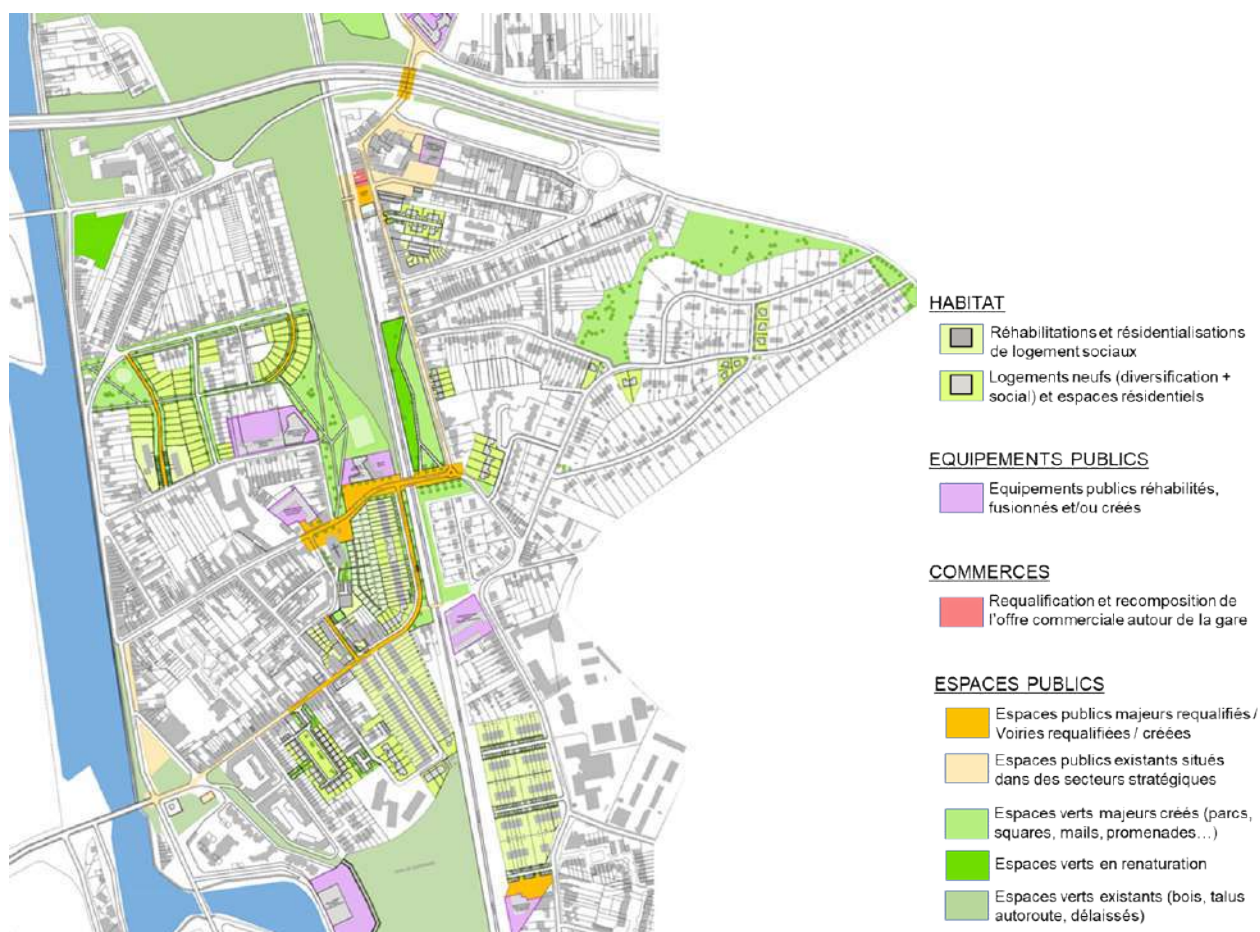 HABITAT
Réhabilitations et résidentialisations
de logement sociaux
Logements neufs (diversification +
social) et espaces résidentiels
EQUIPEMENTS PUBLICS
Equipements publics réhabilités,
fusionnés et/ou créés
COMMERCES
Requalification et recomposition de
l'offre commerciale autour de la gare
ESPACES PUBLICS
Espaces publics majeurs requalifiés /
Voiries requalifiées / créées
Espaces publics existants situés
dans des secteurs stratégiques
Espaces verts majeurs créés (parcs,
squares, mails, promenades…)
Espaces verts en renaturation
Espaces verts existants (bois, talus
autoroute, délaissés)